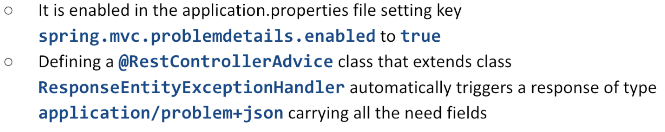 ○ It is enabled in the application.properties file setting key
spring.mvc.problemdetails.enabled to true
○ Defining a @RestControllerAdvice class that extends class
ResponseEntityExceptionHandler automatically triggers a response of type
application/problem+json carrying all the need fields